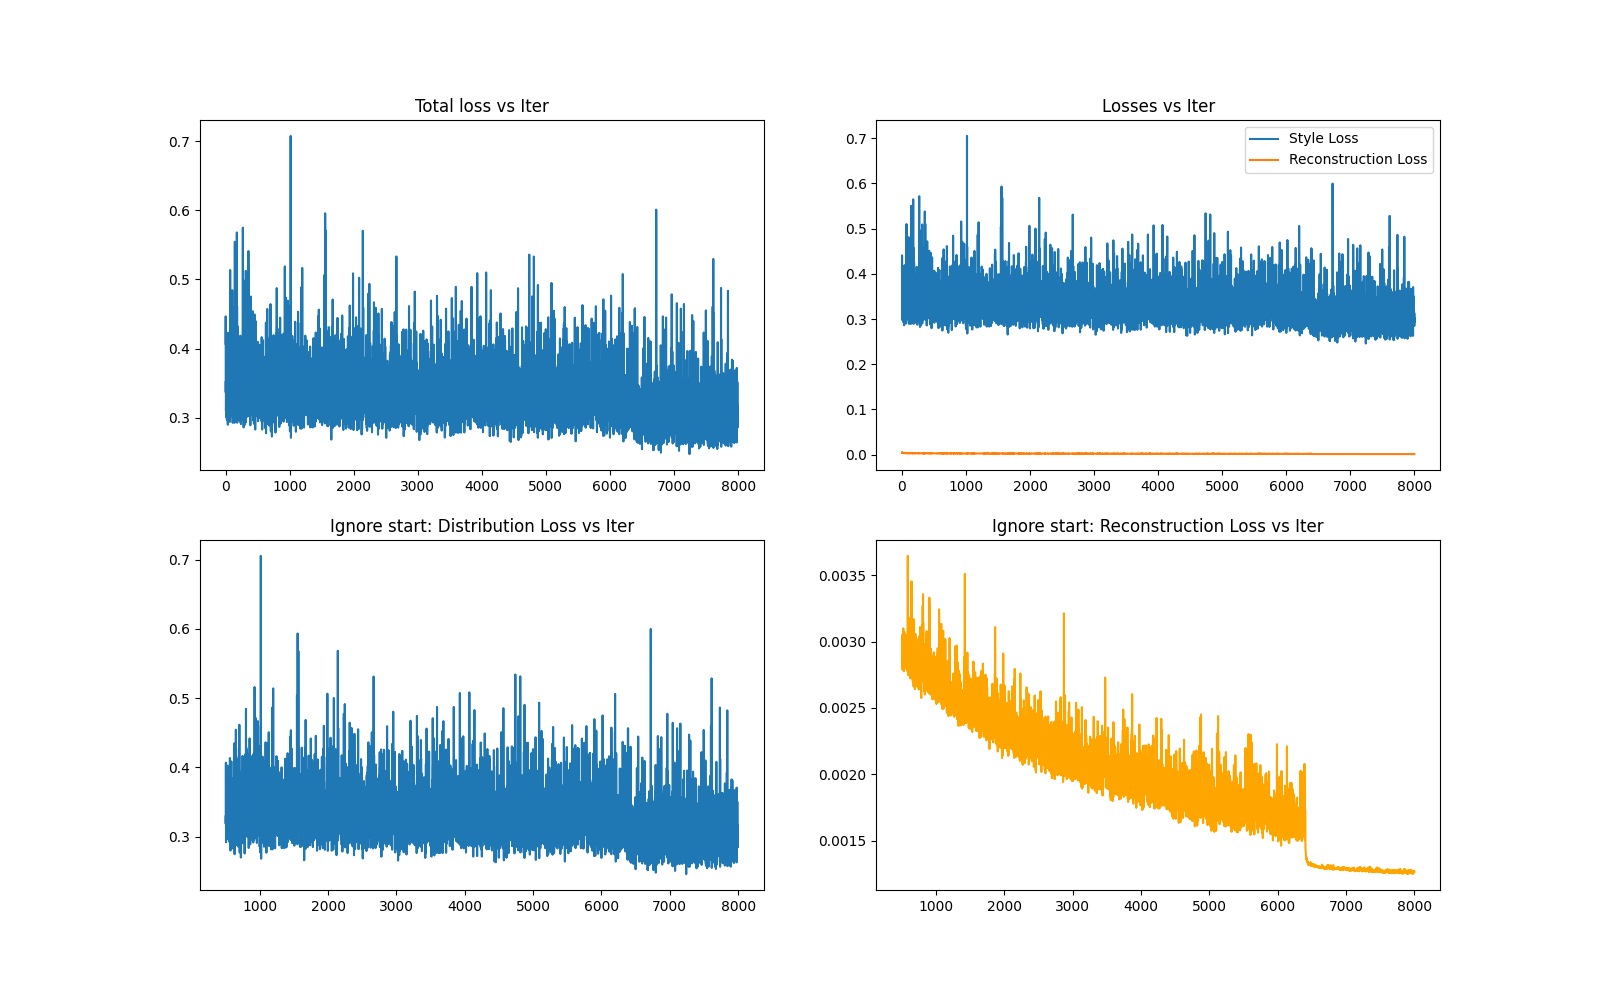 Total loss vs Iter
0.7
0.6
0.5
0.4
0.3
0 1000 2000 3000 4000 5000 6000 7000 8000
Losses vs Iter
Style Loss
Reconstruction Loss
0.7
0.6
0.5
0.4
0.3
0.2
0.1
0.0
0 1000 2000 3000 4000 5000 6000 7000 8000
Ignore start: Distribution Loss vs Iter
0.7
0.6
0.5
0.4
0.3
1000 2000 3000 4000 5000 6000 7000 8000
Ignore start: Reconstruction Loss vs Iter
0.0035
0.0030
0.0025
0.0020
0.0015
1000 2000 3000 4000 5000 6000 7000 8000